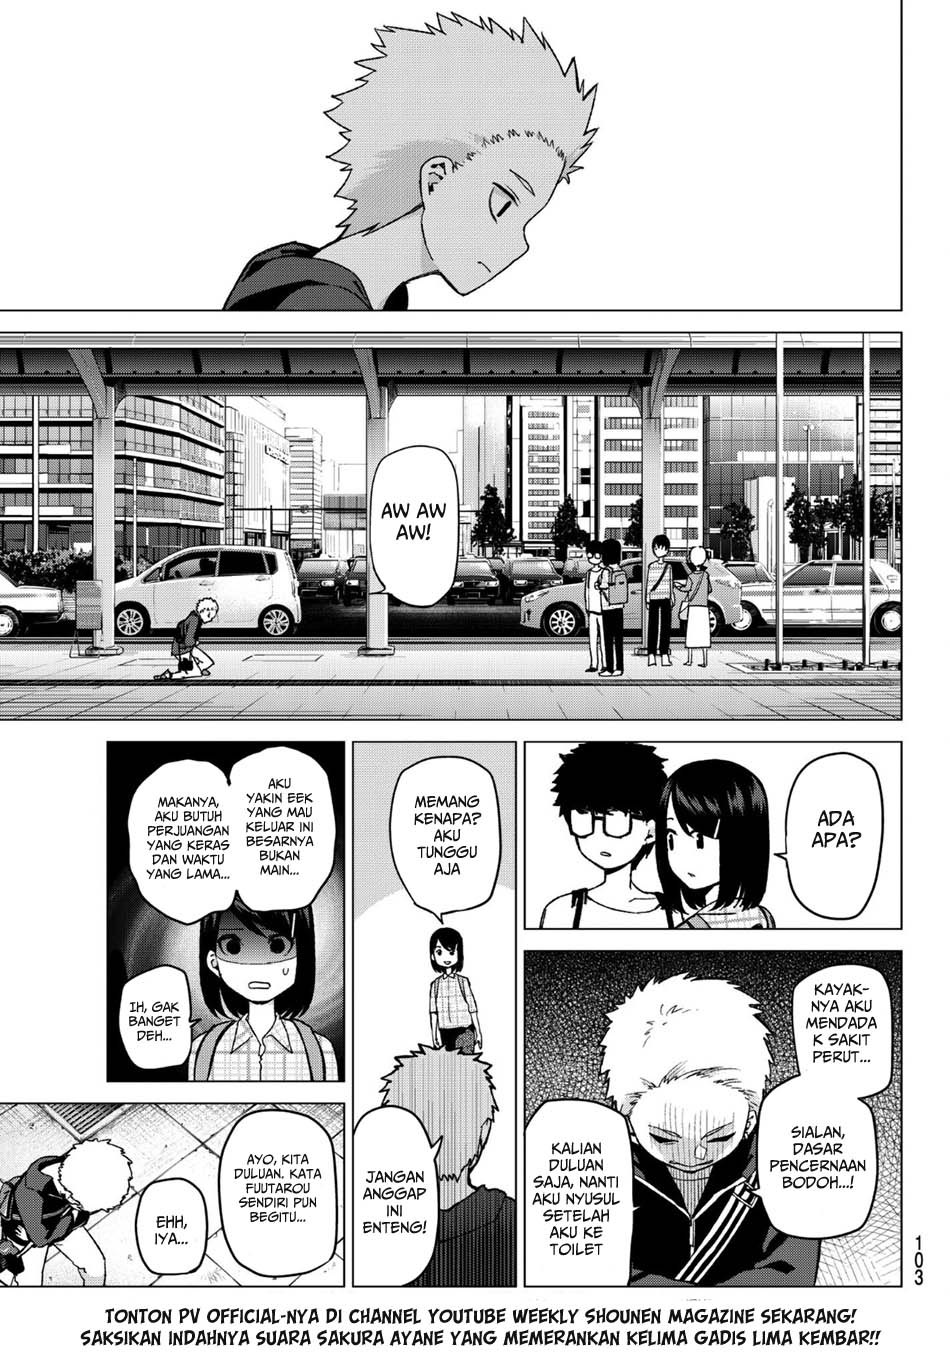 AW AW
AW!
ADA
APA?
KAYAK-
NYA AKU
MENDADA
K SAKIT
PERUT...
SIALAN,
DASAR
PENCERNAAN
BODOH...!
KALIAN
DULUAN
SAJA, NANTI
AKU NYUSUL
SETELAH
AKU KE
TOILET
MEMANG
KENAPA?
AKU
TUNGGU
AJA
JANGAN
ANGGAP
INI
ENTENG!
AKU
YAKIN EEK
YANG MAU
KELUAR INI
BESARNYA
BUKAN
MAIN...
MAKANYA,
AKU BUTUH
PERJUANGAN
YANG KERAS
DAN WAKTU
YANG LAMA...
IH, GAK
BANGET
DEH...
AYO, KITA
DULUAN. KATA
FUUTAROU
SENDIRI PUN
BEGITU...
EHH,
IYA...
103
TONTON PV OFFICIAL-NYA DI CHANNEL YOUTUBE WEEKLY SHOUNEN MAGAZINE SEKARANG!
SAKSIKAN INDAHNYA SUARA SAKURA AYANE YANG MEMERANKAN KELIMA GADIS LIMA KEMBAR!!